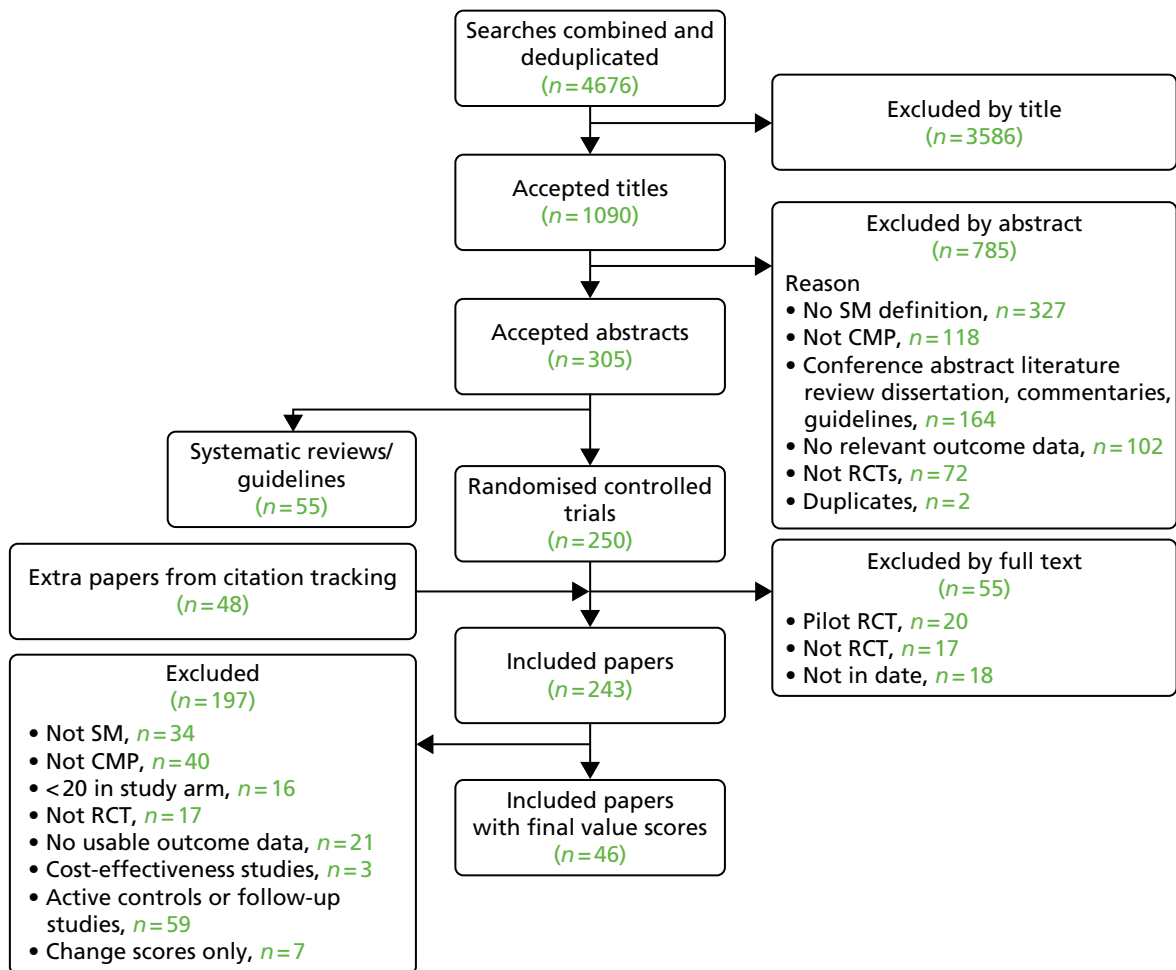 Searches combined and
deduplicated
(n=4676)
Excluded by title
(n=3586)
Accepted titles
(n=1090)
Excluded by abstract
(n=785)
Reason
• No SM definition, n=327
• Not CMP, n=118
• Conference abstract literature
review dissertation, commentaries,
guidelines, n=164
• No relevant outcome data, n=102
• Not RCTs, n=72
• Duplicates, n=2
Accepted abstracts
(n=305)
Systematic reviews/
guidelines
(n=55)
Randomised controlled
trials
(n=250)
Extra papers from citation tracking
(n=48)
Excluded by full text
(n=55)
• Pilot RCT, n=20
• Not RCT, n=17
• Not in date, n=18
Included papers
(n=243)
Excluded
(n=197)
• Not SM, n=34
• Not CMP, n=40
• <20 in study arm, n=16
• Not RCT, n=17
• No usable outcome data, n=21
• Cost-effectiveness studies, n=3
• Active controls or follow-up
studies, n=59
• Change scores only, n=7
Included papers
with final value scores
(n=46)